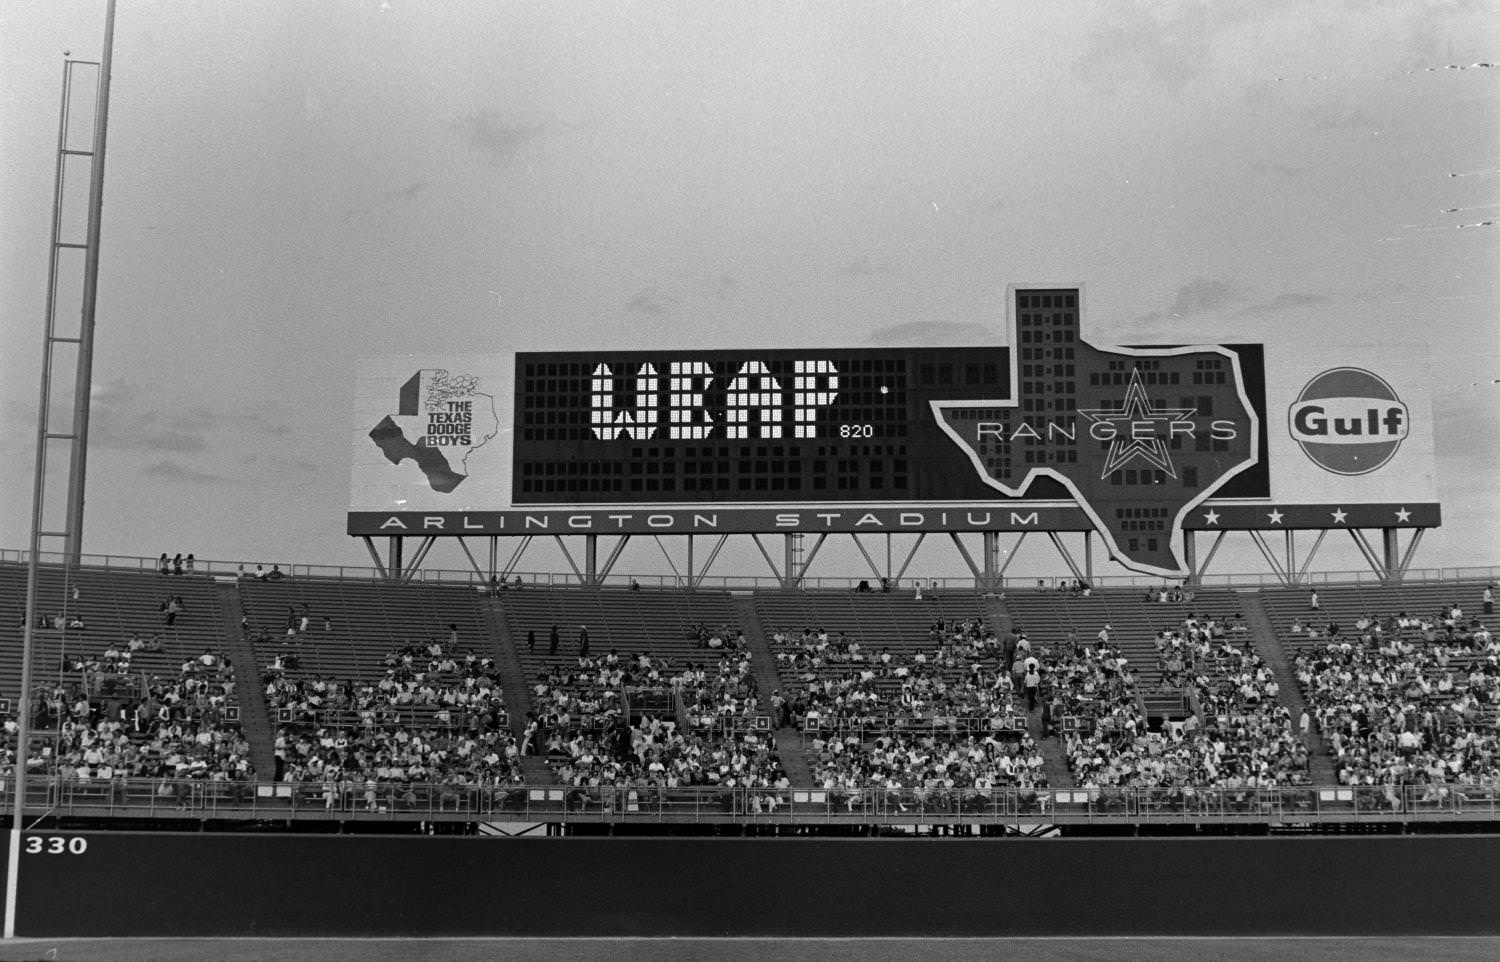 THE
TEXAS
DODGE
BOYS
WBAP
820
RANGERS
Gulf
ARLINGTON STADIUM
330